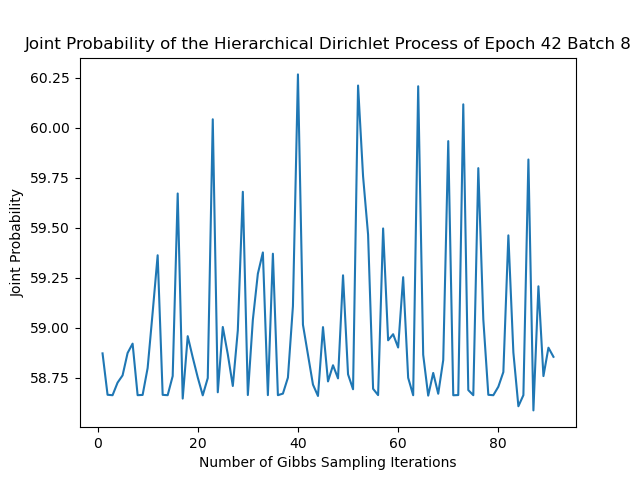 Joint Probability of the Hierarchical Dirichlet Process of Epoch 42 Batch 8
60.25
60.00
59.75
59.50
59.25
59.00
58.75
Joint Probability
0 20 40 60 80
Number of Gibbs Sampling Iterations